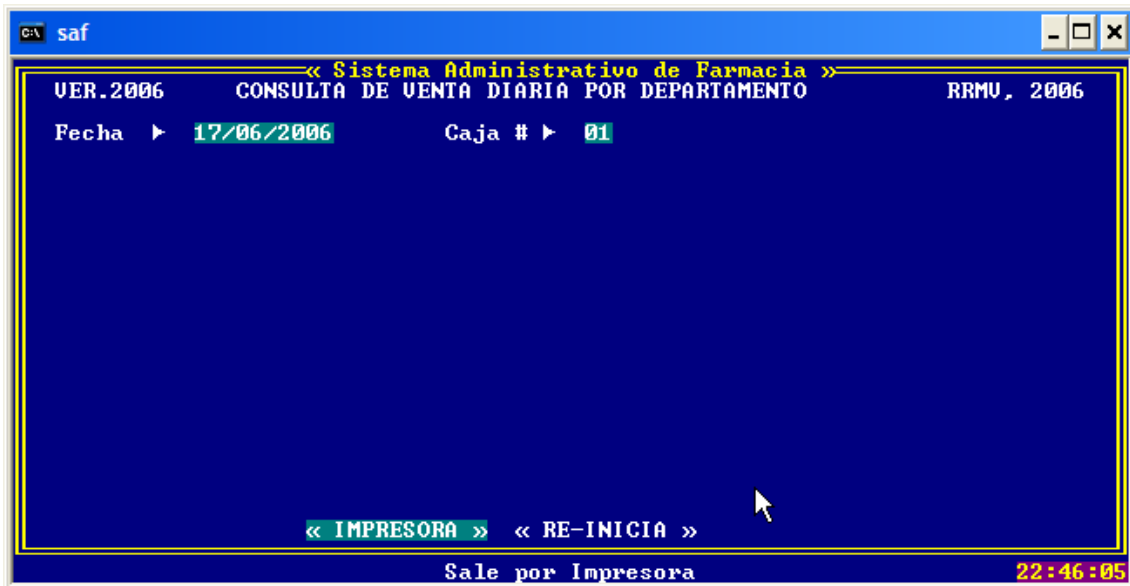 saf
« Sistema Administrativo de Farmacia »
VER.2006 CONSULTA DE VENTA DIARIA POR DEPARTAMENTO RRMV, 2006
Fecha ► 17/06/2006 Caja # ► 01
« IMPRESORA » « RE-INICIA »
Sale por Impresora 22:46:05